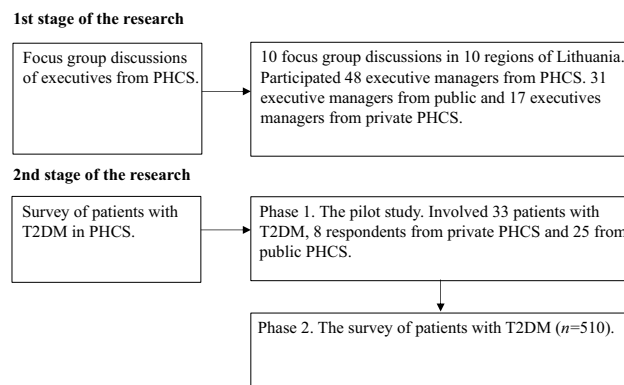 1st stage of the research
Focus group discussions
of executives from PHCS.
10 focus group discussions in 10 regions of Lithuania.
Participated 48 executive managers from PHCS. 31
executive managers from public and 17 executives
managers from private PHCS.
2nd stage of the research
Survey of patients with
T2DM in PHCS.
Phase 1. The pilot study. Involved 33 patients with
T2DM, 8 respondents from private PHCS and 25 from
public PHCS.
Phase 2. The survey of patients with T2DM (n=510).